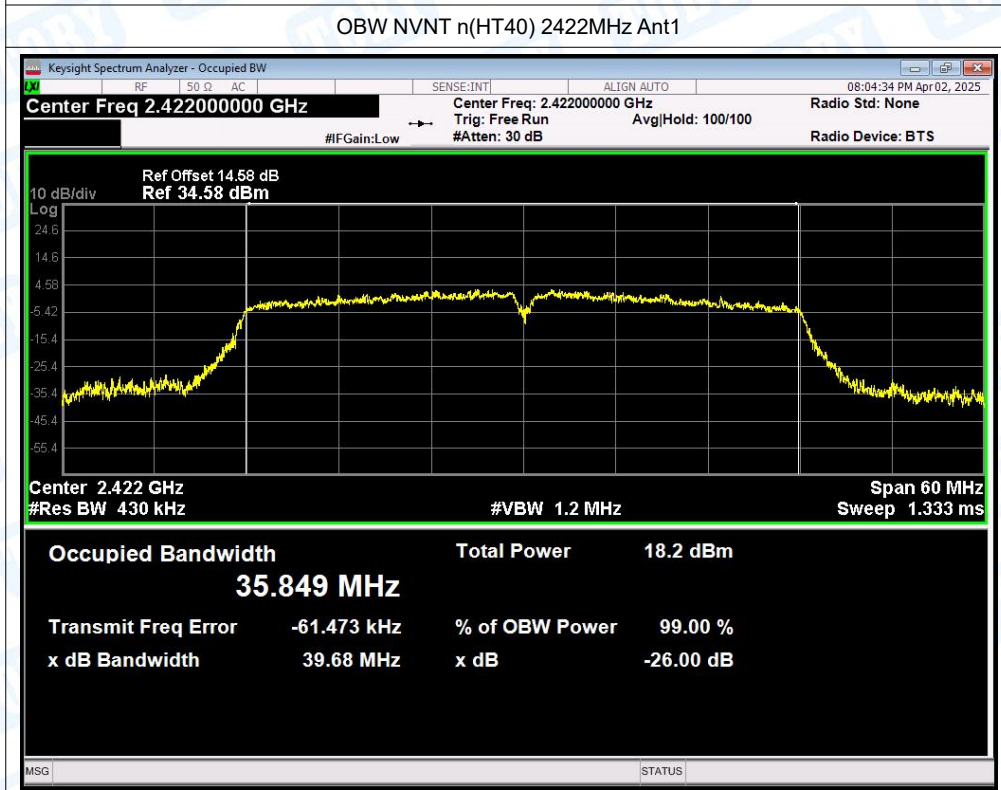 OBW NVNT n(HT40) 2422MHz Ant1
Keysight Spectrum Analyzer - Occupied BW
LXI RF 50 Ω AC SENSE:INT ALIGN AUTO 08:04:34 PM Apr 02, 2025
Center Freq 2.422000000 GHz Center Freq: 2.422000000 GHz Radio Std: None
Trig: Free Run Avg|Hold: 100/100
#IFGain:Low #Atten: 30 dB Radio Device: BTS
Ref Offset 14.58 dB
10 dB/div Ref 34.58 dBm
Log
24.6
14.6
4.58
-5.42
-15.4
-25.4
-35.4
-45.4
-55.4
Center 2.422 GHz Span 60 MHz
#Res BW 430 kHz #VBW 1.2 MHz Sweep 1.333 ms
Occupied Bandwidth Total Power 18.2 dBm
35.849 MHz
Transmit Freq Error -61.473 kHz % of OBW Power 99.00 %
x dB Bandwidth 39.68 MHz x dB -26.00 dB
MSG STATUS